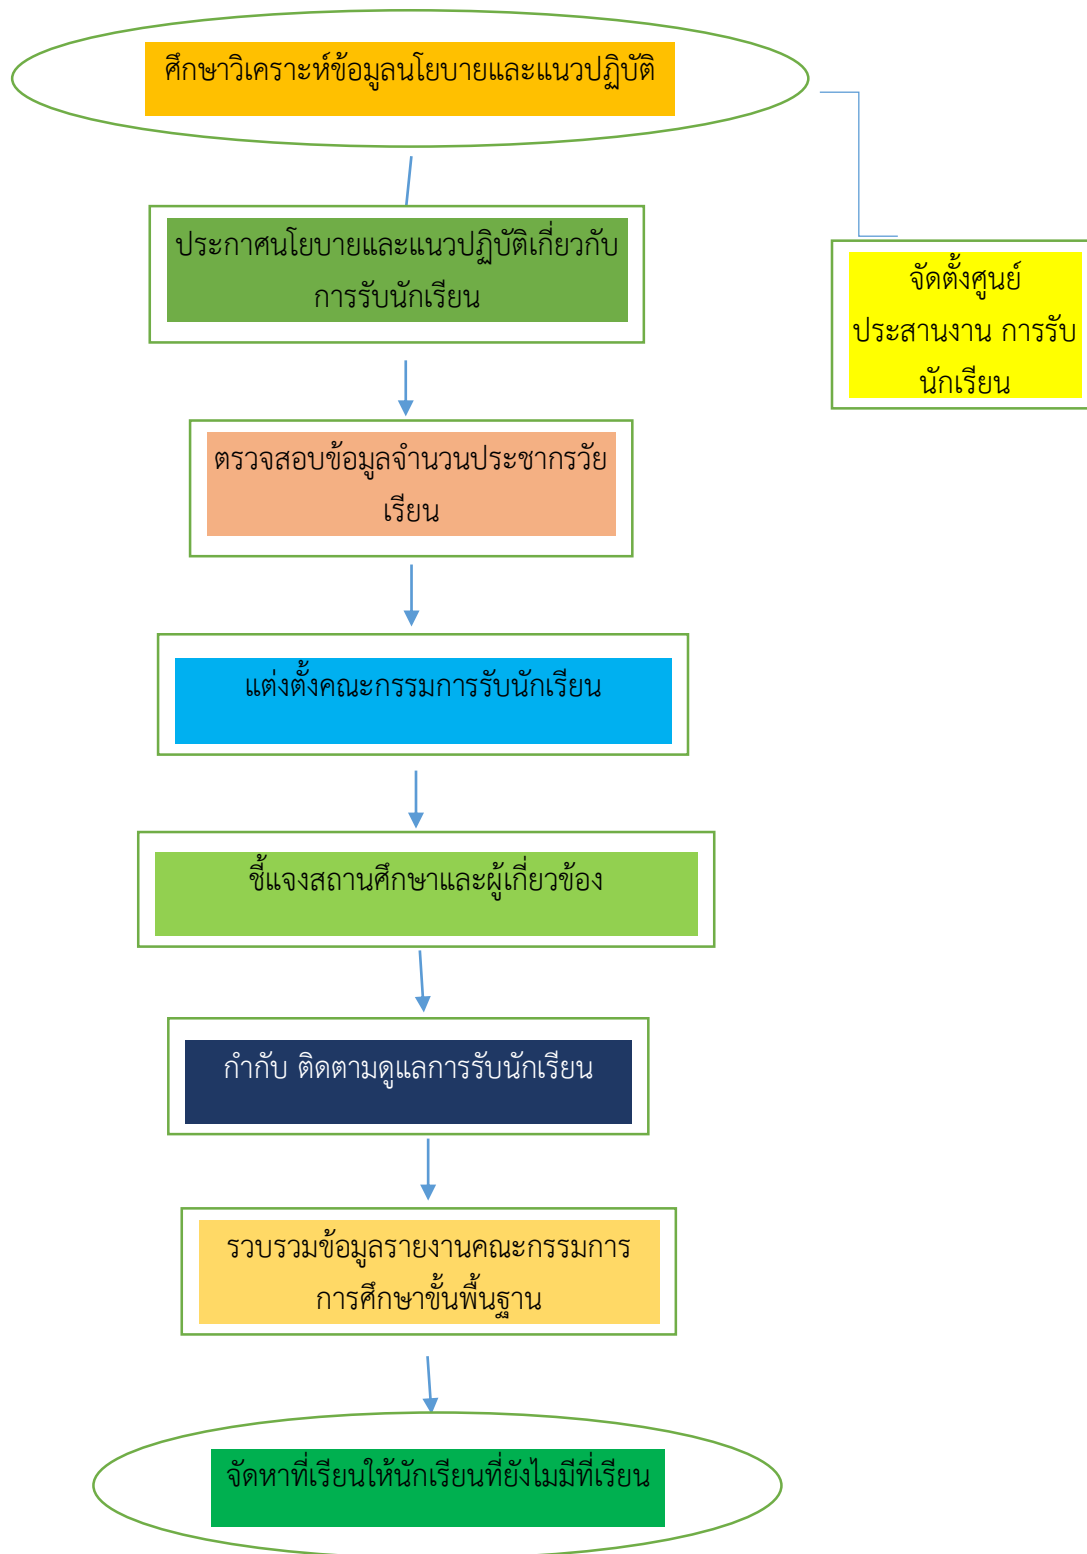 ศึกษาวิเคราะห์ข้อมูลนโยบายและแนวปฏิบัติ
ประกาศนโยบายและแนวปฏิบัติเกี่ยวกับ
การรับนักเรียน
จัดตั้งศูนย์
ประสานงาน การรับ
นักเรียน
ตรวจสอบข้อมูลจำนวนประชากรวัย
เรียน
แต่งตั้งคณะกรรมการรับนักเรียน
ชี้แจงสถานศึกษาและผู้เกี่ยวข้อง
กำกับ ติดตามดูแลการรับนักเรียน
รวบรวมข้อมูลรายงานคณะกรรมการ
การศึกษาขั้นพื้นฐาน
จัดหาที่เรียนให้นักเรียนที่ยังไมมีที่เรียน